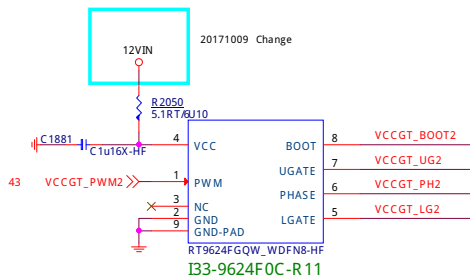 20171009 Change
12VIN
R2050
5.1RT/6U10
C1881
C1u16X-HF
4 VCC BOOT 8 VCCGT_BOOT2
UGATE 7 VCCGT_UG2
43 VCCGT_PWM2 1 PWM
PHASE 6 VCCGT_PH2
3 NC
2 GND LGATE 5 VCCGT_LG2
9 GND-PAD
RT9624FGQW_WDFN8-HF
I33-9624F0C-R11